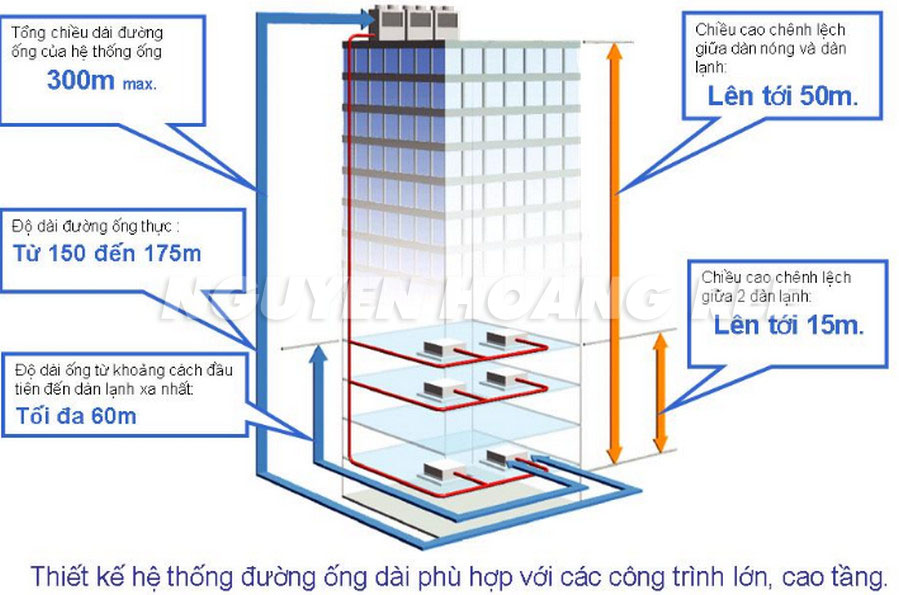 Tổng chiều dài đường
ống của hệ thống ống
300m max.
Độ dài đường ống thực :
Từ 150 đến 175m
Độ dài ống từ khoảng cách đầu
tiên đến dàn lạnh xa nhất:
Tối đa 60m
Chiều cao chênh lệch
giữa dàn nóng và dàn
lạnh:
Lên tới 50m.
Chiều cao chênh lệch
giữa 2 dàn lạnh:
Lên tới 15m.
NGUYEN HOÀNG
Thiết kế hệ thống đường ống dài phù hợp với các công trình lớn, cao tầng.